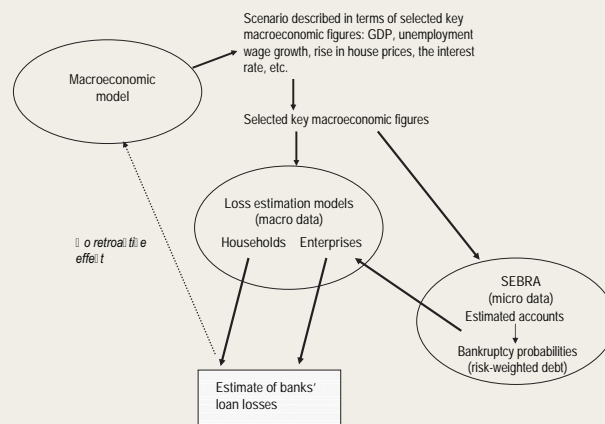 Scenario described in terms of selected key
macroeconomic figures: GDP, unemployment
wage growth, rise in house prices, the interest
rate, etc.
Macroeconomic
model
Selected key macroeconomic figures
Loss estimation models
(macro data)
Households Enterprises
SEBRA
(micro data)
Estimated accounts
Bankruptcy probabilities
(risk-weighted debt)
Estimate of banks'
loan losses